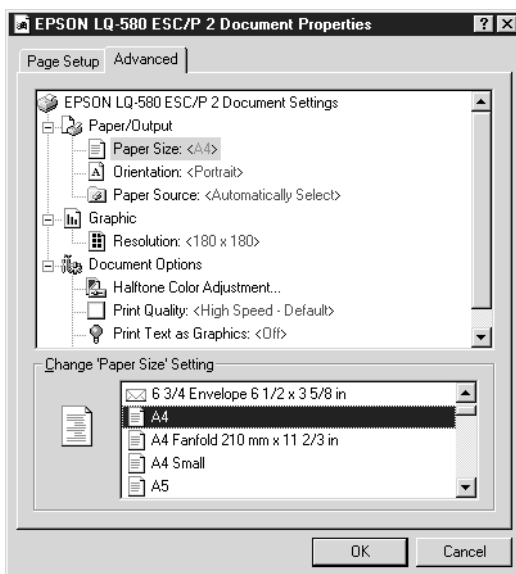 EPSON LQ-580 ESC/P 2 Document Properties
Page Setup Advanced
EPSON LQ-580 ESC/P 2 Document Settings
Paper/Output
Paper Size: <A4>
Orientation: <Portrait>
Paper Source: <Automatically Select>
Graphic
Resolution: <180 x 180>
Document Options
Halftone Color Adjustment...
Print Quality: <High Speed - Default>
Print Text as Graphics: <Off>
Change 'Paper Size' Setting
6 3/4 Envelope 6 1/2 x 3 5/8 in
A4
A4 Fanfold 210 mm x 11 2/3 in
A4 Small
A5
OK Cancel